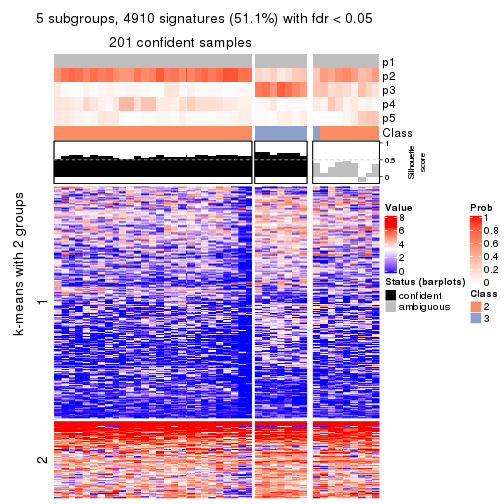 5 subgroups, 4910 signatures (51.1%) with fdr < 0.05
201 confident samples
p1
p2
p3
p4
p5
Class
1
0.5
0
Silhouette
score
k-means with 2 groups
1
2
Value
8
6
4
2
0
Status (barplots)
confident
ambiguous
Prob
1
0.8
0.6
0.4
0.2
0
Class
2
3